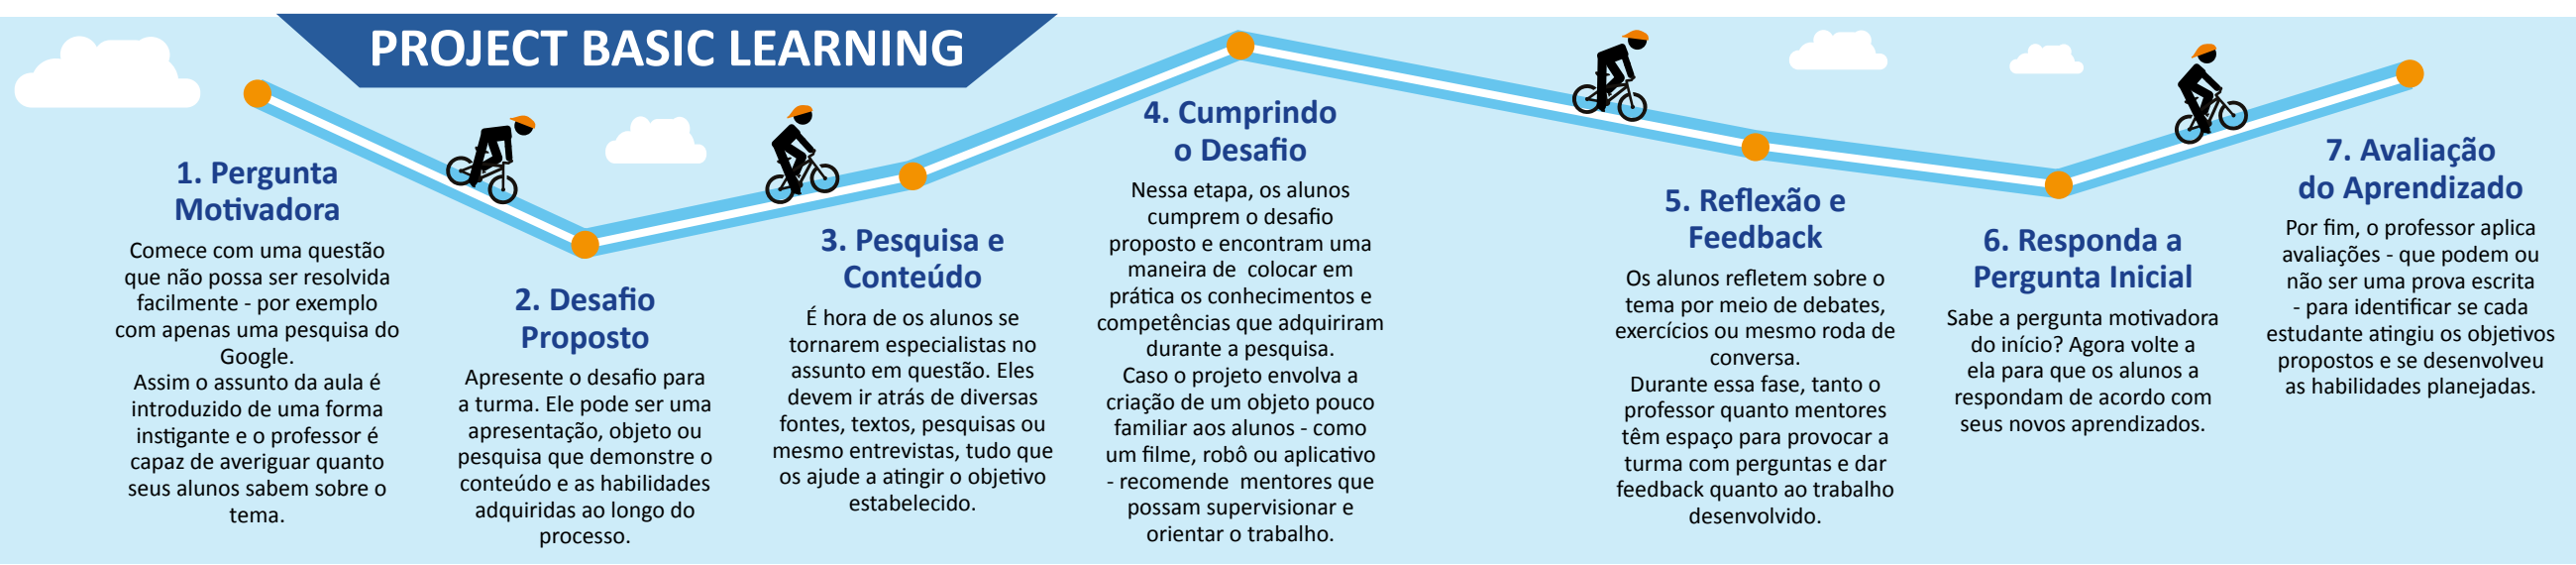 PROJECT BASIC LEARNING
1. Pergunta
Motivadora
Comece com uma questão
que não possa ser resolvida
facilmente - por exemplo
com apenas uma pesquisa do
Google.
Assim o assunto da aula é
introduzido de uma forma
instigante e o professor é
capaz de averiguar quanto
seus alunos sabem sobre o
tema.
2. Desafio
Proposto
Apresente o desafio para
a turma. Ele pode ser uma
apresentação, objeto ou
pesquisa que demonstre o
conteúdo e as habilidades
adquiridas ao longo do
processo.
3. Pesquisa e
Conteúdo
É hora de os alunos se
tornarem especialistas no
assunto em questão. Eles
devem ir atrás de diversas
fontes, textos, pesquisas ou
mesmo entrevistas, tudo que
os ajude a atingir o objetivo
estabelecido.
4. Cumprindo
o Desafio
Nessa etapa, os alunos
cumprem o desafio
proposto e encontram uma
maneira de colocar em
prática os conhecimentos e
competências que adquiriram
durante a pesquisa.
Caso o projeto envolva a
criação de um objeto pouco
familiar aos alunos - como
um filme, robô ou aplicativo
- recomende mentores que
possam supervisionar e
orientar o trabalho.
5. Reflexão e
Feedback
Os alunos refletem sobre o
tema por meio de debates,
exercícios ou mesmo roda de
conversa.
Durante essa fase, tanto o
professor quanto mentores
têm espaço para provocar a
turma com perguntas e dar
feedback quanto ao trabalho
desenvolvido.
6. Responda a
Pergunta Inicial
Sabe a pergunta motivadora
do início? Agora volte a
ela para que os alunos a
respondam de acordo com
seus novos aprendizados.
7. Avaliação
do Aprendizado
Por fim, o professor aplica
avaliações - que podem ou
não ser uma prova escrita
- para identificar se cada
estudante atingiu os objetivos
propostos e se desenvolveu
as habilidades planejadas.